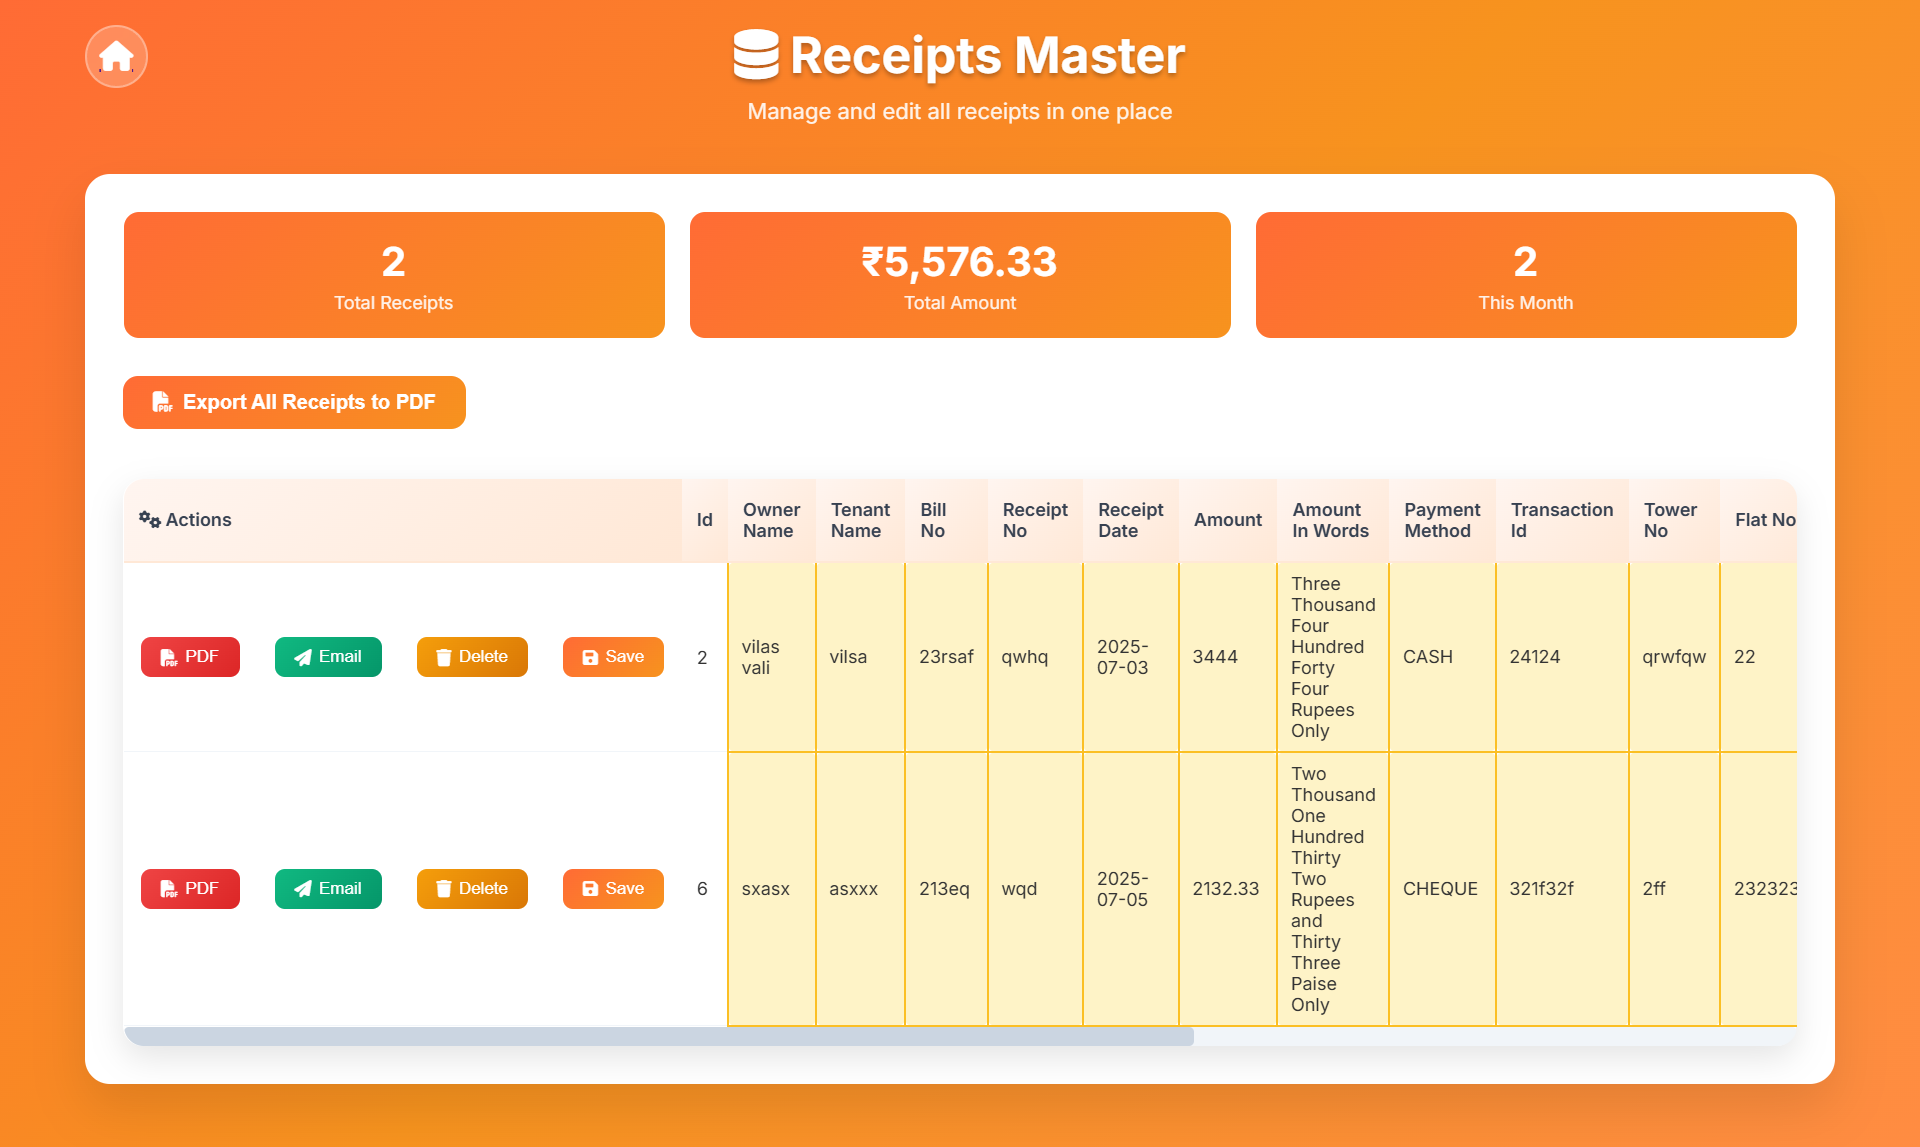 Receipts Master
Manage and edit all receipts in one place
2
Total Receipts
₹5,576.33
Total Amount
2
This Month
PDF Export All Receipts to PDF
Actions
Id
Owner
Name
Tenant
Name
Bill
No
Receipt
No
Receipt
Date
Amount
Amount
In Words
Payment
Method
Transaction
Id
Tower
No
Flat No
PDF PDF
Email
Delete
Save
2
vilas
vali
vilsa
23rsaf
qwhq
2025-
07-03
3444
Three
Thousand
Four
Hundred
Forty
Four
Rupees
Only
CASH
24124
qrwfqw
22
PDF PDF
Email
Delete
Save
6
sxasx
asxxx
213eq
wqd
2025-
07-05
2132.33
Two
Thousand
One
Hundred
Thirty
Two
Rupees
and
Thirty
Three
Paise
Only
CHEQUE
321f32f
2ff
232323